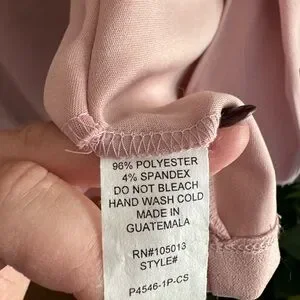 96% POLYESTER
4% SPANDEX
DO NOT BLEACH
HAND WASH COLD
MADE IN
GUATEMALA
RN#105013
STYLE#
P4546-1P-CS